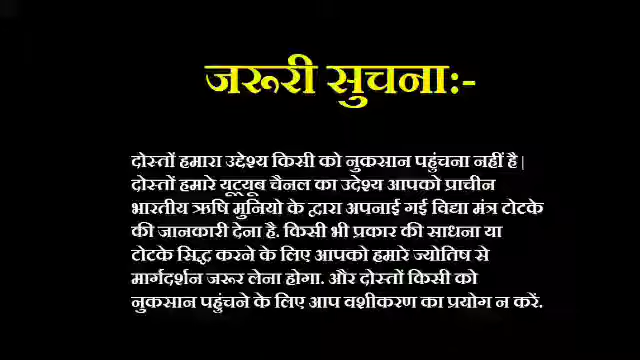 जरूरी सुचना:-
दोस्तों हमारा उद्देश्य किसी को नुकसान पहुंचना नहीं है|
दोस्तों हमारे यूट्यूब चैनल का उदेश्य आपको प्राचीन
भारतीय ऋषि मुनियो के द्वारा अपनाई गई विद्या मंत्र टोटके
की जानकारी देना है. किसी भी प्रकार की साधना या
टोटके सिद्ध करने के लिए आपको हमारे ज्योतिष से
मार्गदर्शन जरूर लेना होगा. और दोस्तों किसी को
नुकसान पहुंचने के लिए आप वशीकरण का प्रयोग न करें.